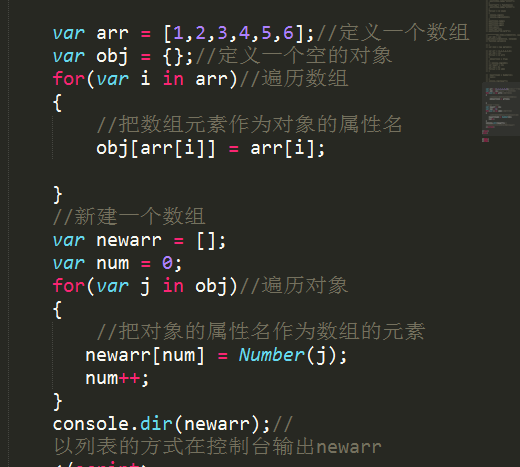 var arr = [1,2,3,4,5,6];//定义一个数组
var obj = {};//定义一个空的对象
for(var i in arr)//遍历数组
{
//把数组元素作为对象的属性名
obj[arr[i]] = arr[i];
}
//新建一个数组
var newarr = [];
var num = 0;
for(var j in obj)//遍历对象
{
//把对象的属性名作为数组的元素
newarr[num] = Number(j);
num++;
}
console.dir(newarr);//
以列表的方式在控制台输出newarr
</script>